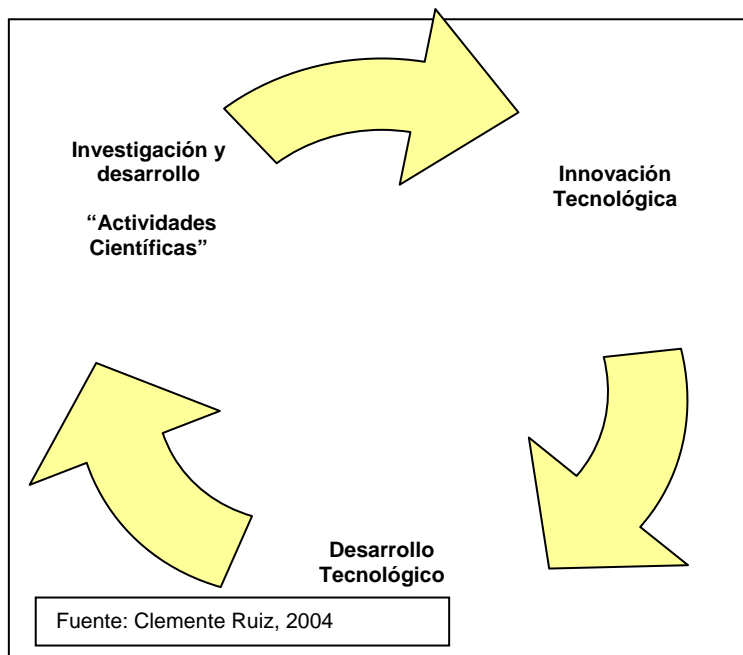 Investigación y
desarrollo
“Actividades
Científicas”
Innovación
Tecnológica
Desarrollo
Tecnológico
Fuente: Clemente Ruiz, 2004